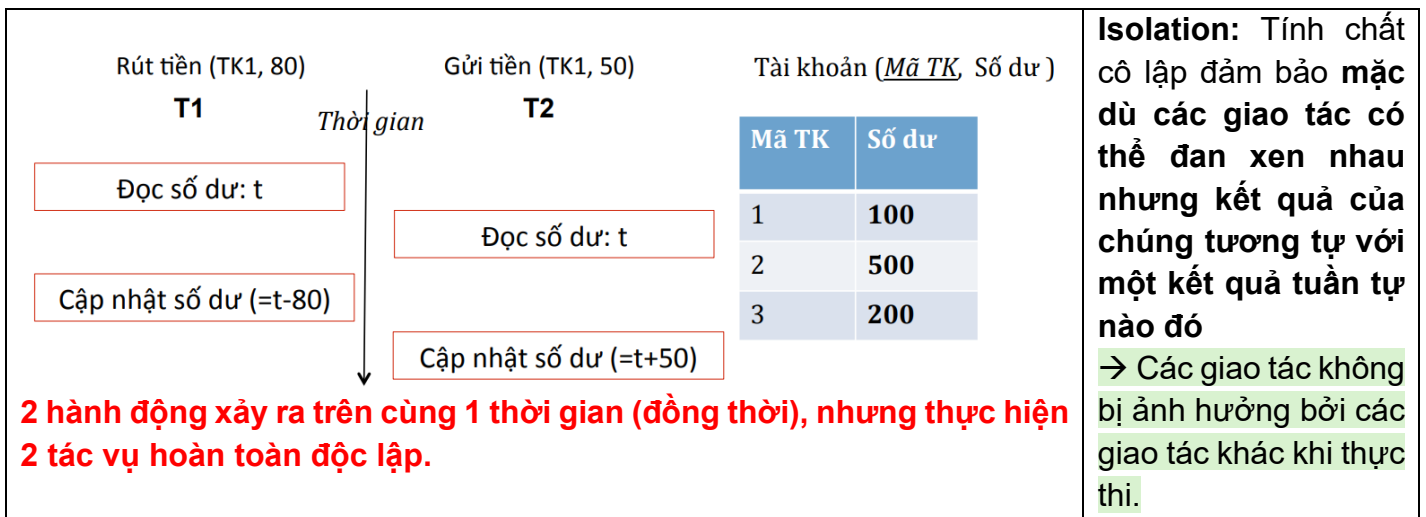 Rút tiền (TK1, 80)
T1
Thời gian
Gửi tiền (TK1, 50)
T2
Đọc số dư: t
Đọc số dư: t
Cập nhật số dư (=t-80)
Cập nhật số dư (=t+50)
Tài khoản (Mã TK, Số dư )
Mã TK Số dư
1 100
2 500
3 200
2 hành động xảy ra trên cùng 1 thời gian (đồng thời), nhưng thực hiện
2 tác vụ hoàn toàn độc lập.
Isolation: Tính chất
cô lập đảm bảo mặc
dù các giao tác có
thể đan xen nhau
nhưng kết quả của
chúng tương tự với
một kết quả tuần tự
nào đó
→ Các giao tác không
bị ảnh hưởng bởi các
giao tác khác khi thực
thi.